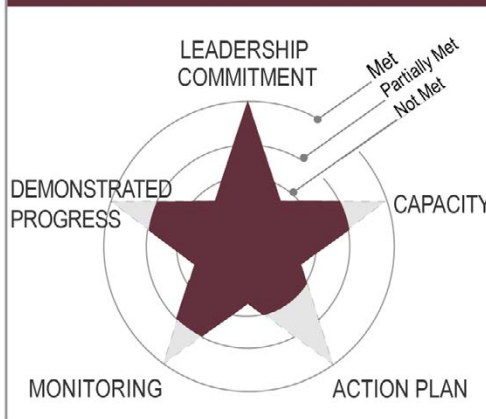 LEADERSHIP
COMMITMENT
Met
Partially Met
Not Met
DEMONSTRATED
PROGRESS
CAPACITY
MONITORING
ACTION PLAN